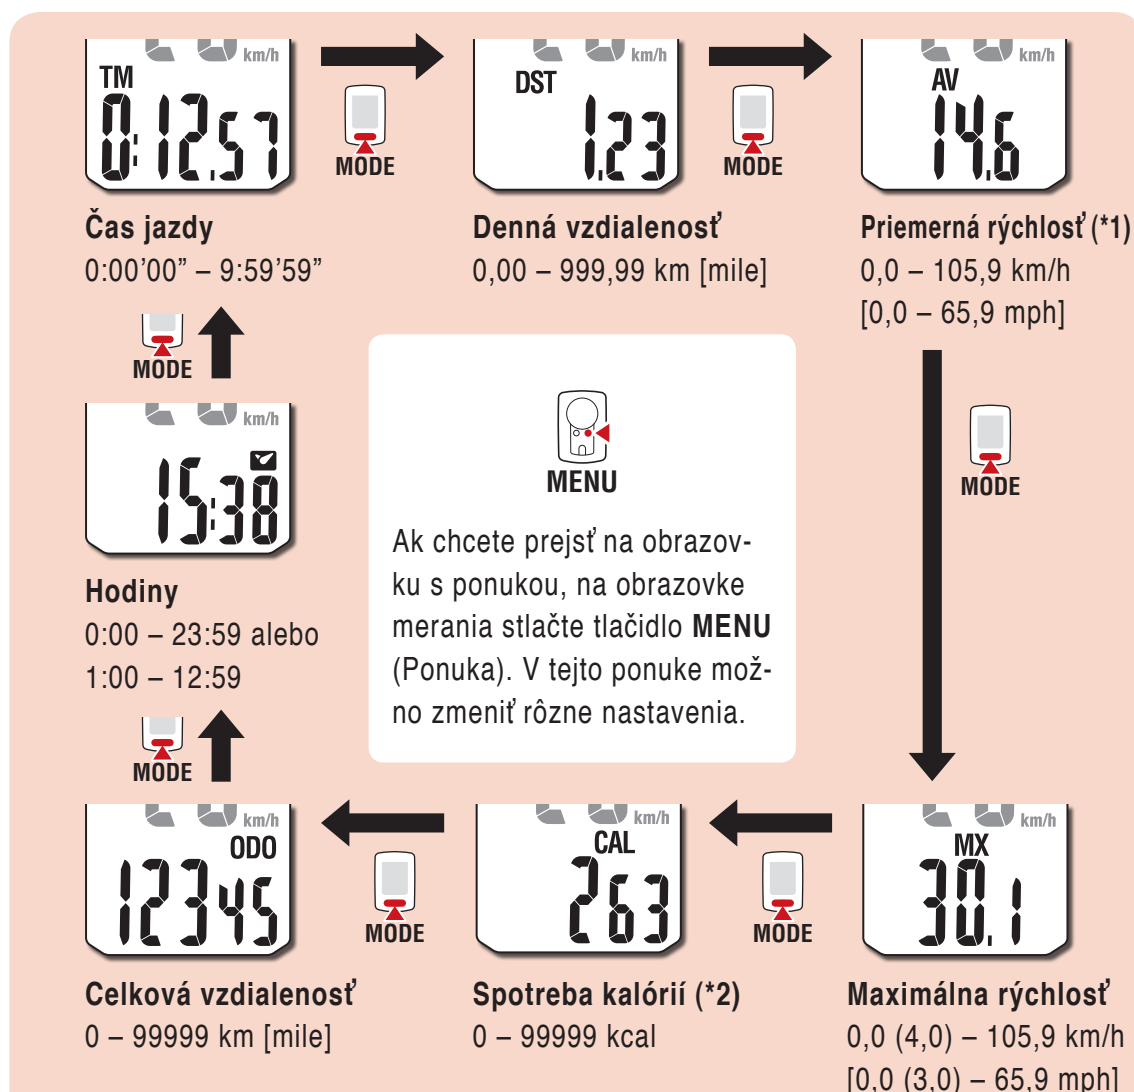 km/h
TM
0:12.57
MODE
Čas jazdy
0:00’00” – 9:59’59”
km/h
DST
1.23
MODE
Denná vzdialenosť
0,00 – 999,99 km [mile]
km/h
AV
14.6
Priemerná rýchlosť (*1)
0,0 – 105,9 km/h
[0,0 – 65,9 mph]
MODE
MODE
km/h
15:38
Hodiny
0:00 – 23:59 alebo
1:00 – 12:59
MODE
MENU
Ak chcete prejsť na obrazov-
ku s ponukou, na obrazovke
merania stlačte tlačidlo MENU
(Ponuka). V tejto ponuke mož-
no zmeniť rôzne nastavenia.
km/h
ODO
12345
MODE
Celková vzdialenosť
0 – 99999 km [mile]
km/h
CAL
263
MODE
Spotreba kalórií (*2)
0 – 99999 kcal
km/h
MX
30.1
Maximálna rýchlosť
0,0 (4,0) – 105,9 km/h
[0,0 (3,0) – 65,9 mph]